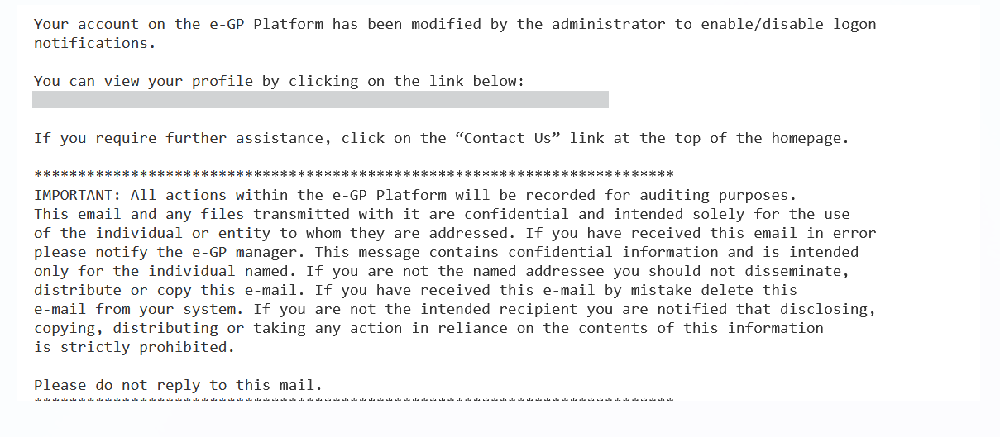 Your account on the e-GP Platform has been modified by the administrator to enable/disable logon
notifications.
You can view your profile by clicking on the link below:
If you require further assistance, click on the “Contact Us” link at the top of the homepage.
*************************************************************************
IMPORTANT: All actions within the e-GP Platform will be recorded for auditing purposes.
This email and any files transmitted with it are confidential and intended solely for the use
of the individual or entity to whom they are addressed. If you have received this email in error
please notify the e-GP manager. This message contains confidential information and is intended
only for the individual named. If you are not the named addressee you should not disseminate,
distribute or copy this e-mail. If you have received this e-mail by mistake delete this
e-mail from your system. If you are not the intended recipient you are notified that disclosing,
copying, distributing or taking any action in reliance on the contents of this information
is strictly prohibited.
Please do not reply to this mail.
*************************************************************************